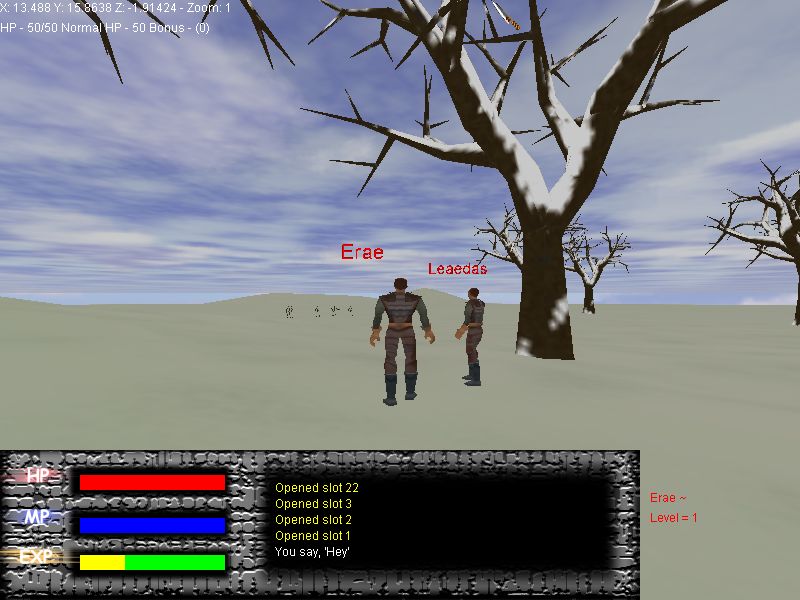 X: 13.488 Y: 15.8638 Z: -1.91424 - Zoom: 1
HP - 50/50 Normal HP - 50 Bonus - (0)
Erae
Leaedas
HP
MP
EXP
Opened slot 22
Opened slot 3
Opened slot 2
Opened slot 1
You say, 'Hey'
Erae ~
Level = 1